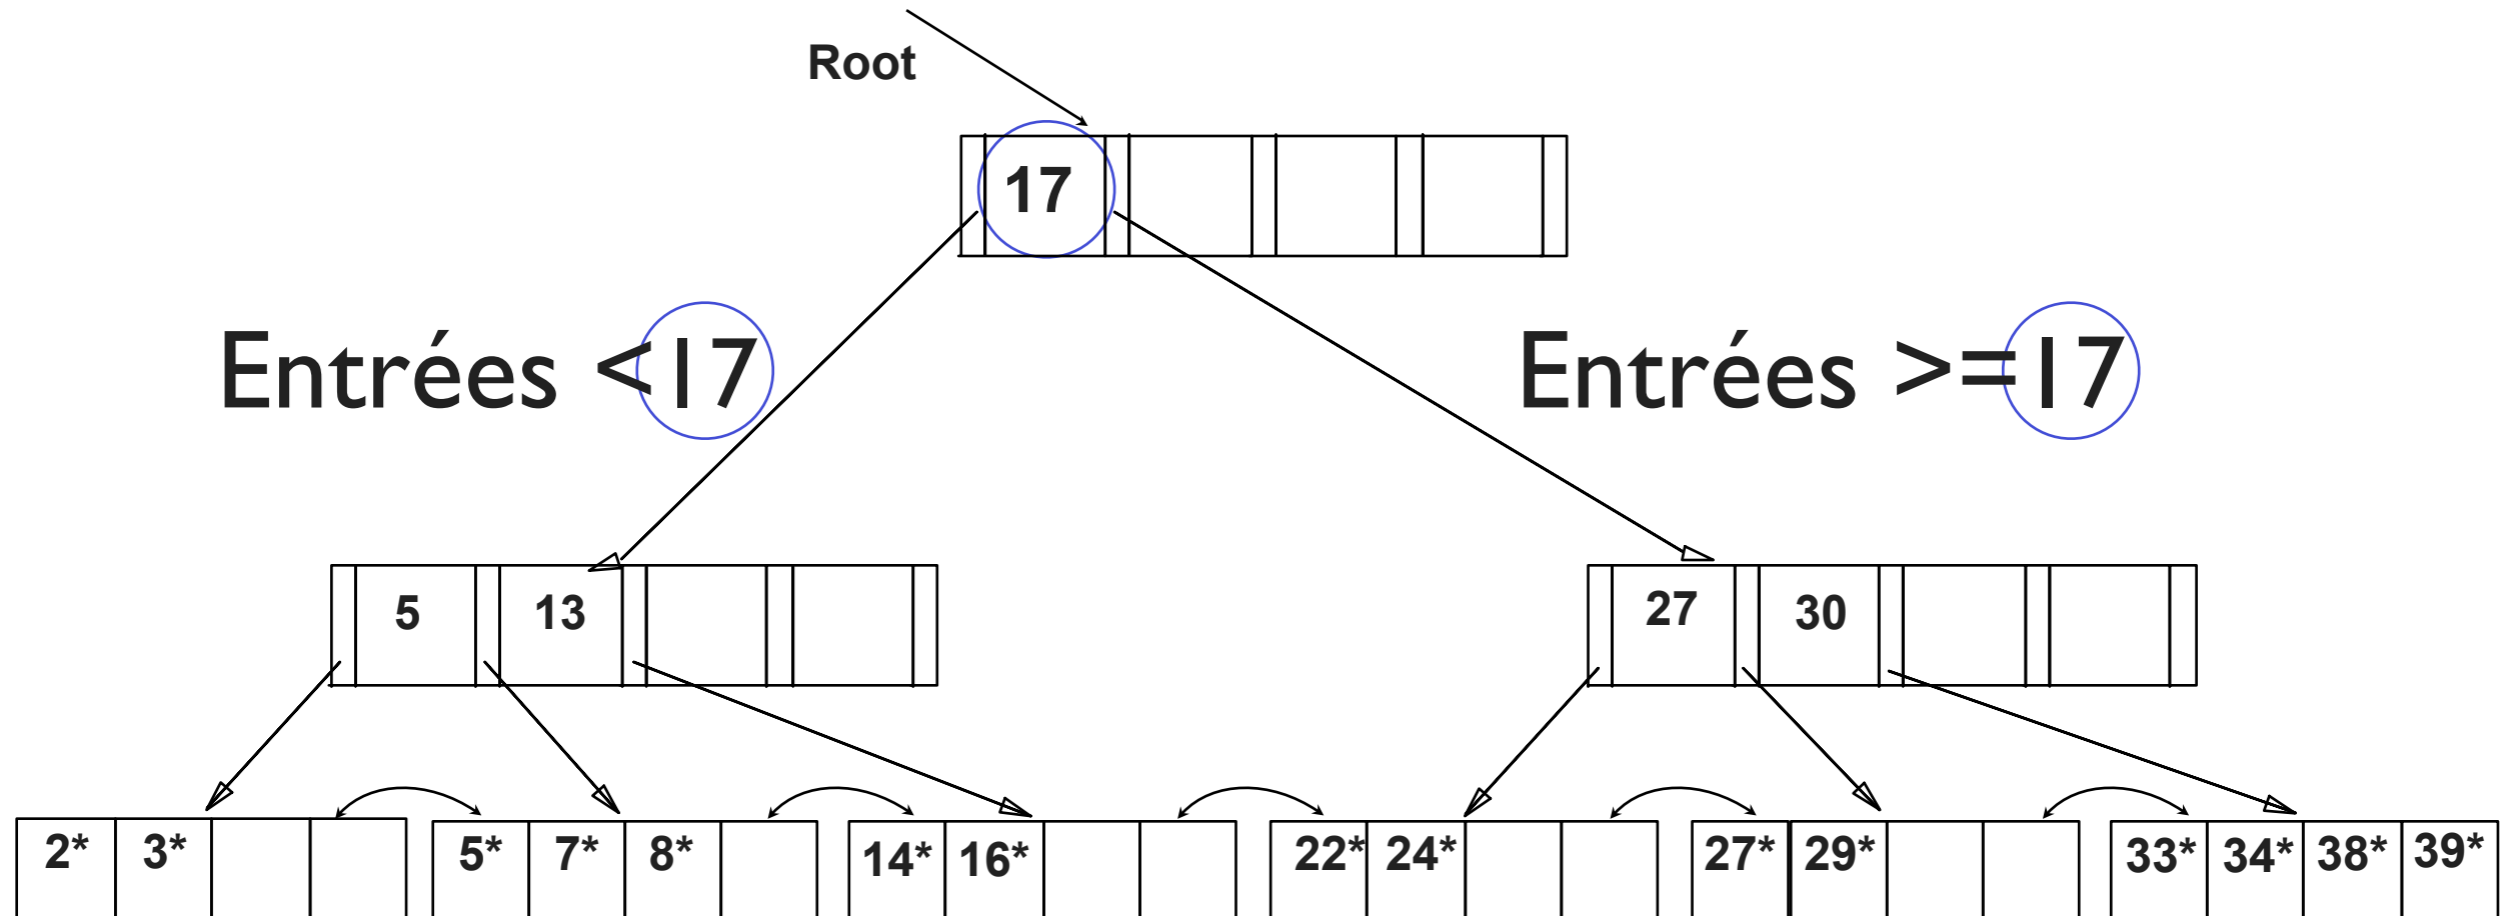 Root
17
Entrées <17
Entrées >=17
5 13
27 30
2* 3*
5* 7* 8*
14* 16*
22* 24*
27* 29*
33* 34* 38* 39*